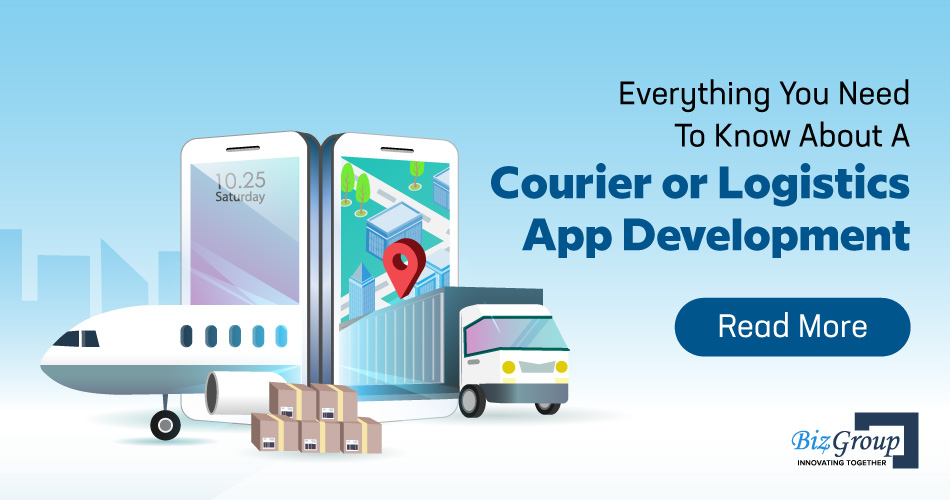 10.25
Saturday
Everything You Need
To Know About A
Courier or Logistics
App Development
Read More
BizGroup
INNOVATING TOGETHER